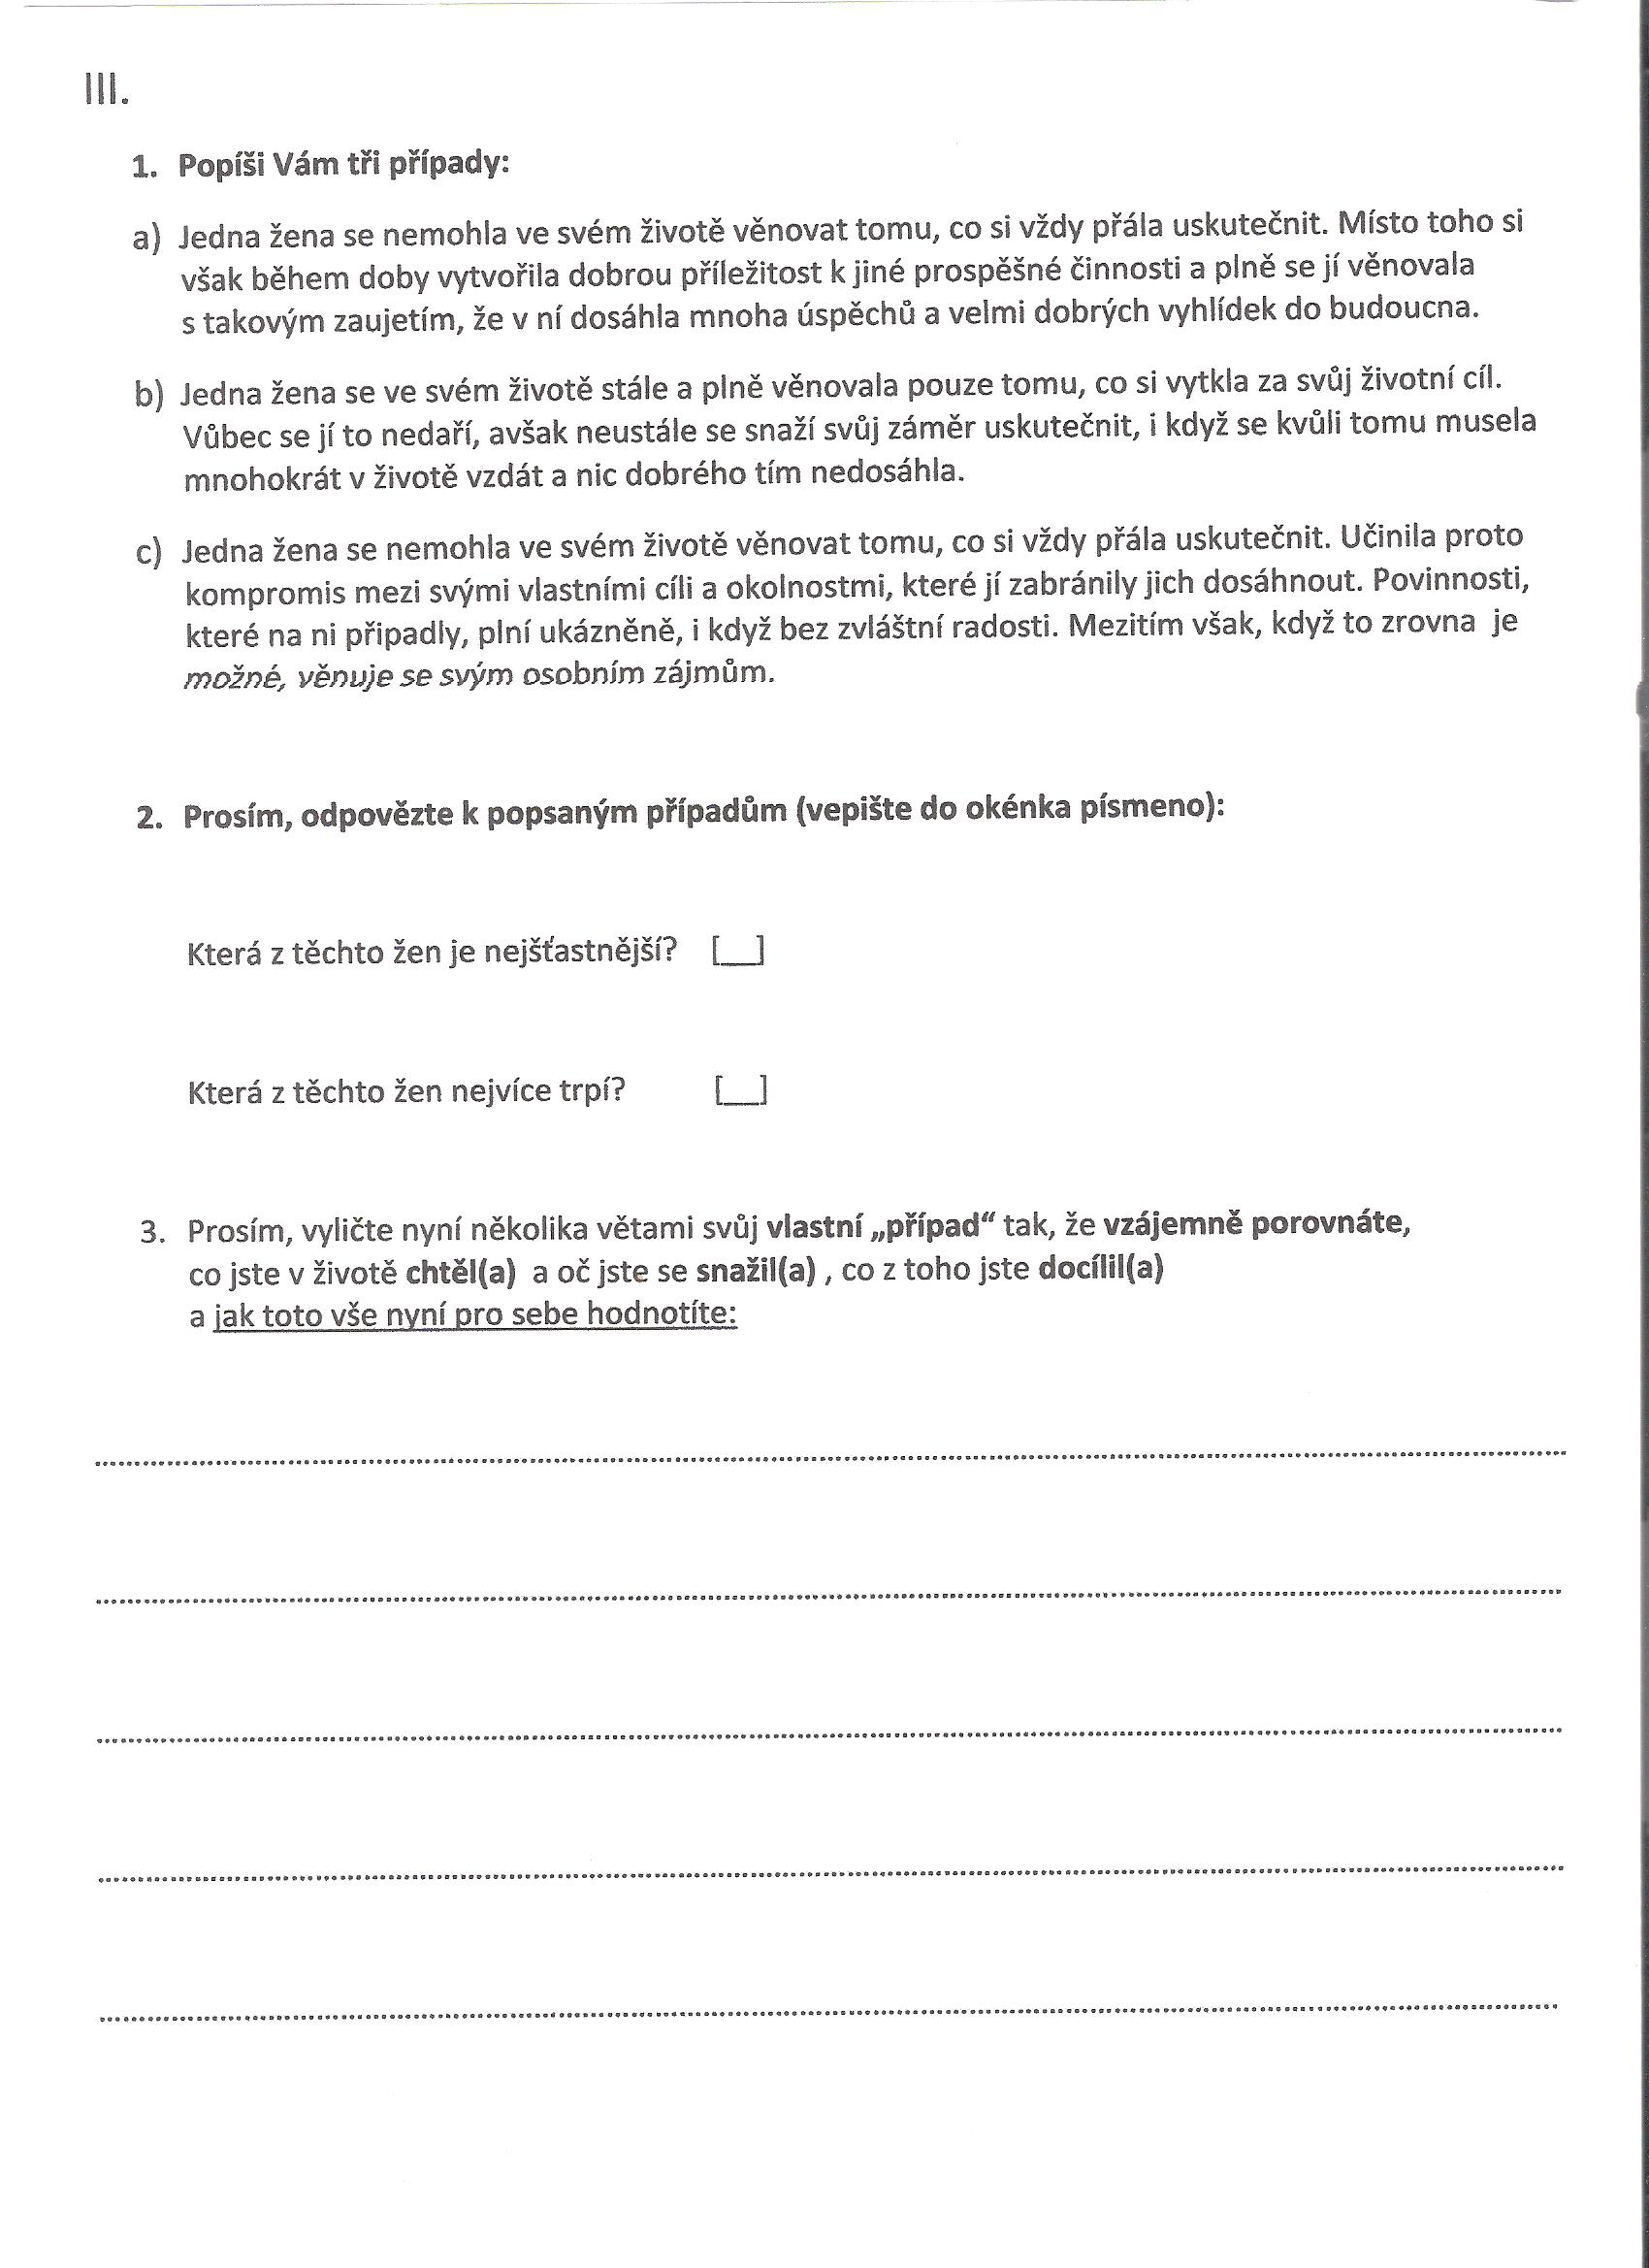 III.
1. Popíši Vám tři případy:
a) Jedna žena se nemohla ve svém životě věnovat tomu, co si vždy přála uskutečnit. Místo toho si
však během doby vytvořila dobrou příležitost k jiné prospěšné činnosti a plně se jí věnovala
s takovým zaujetím, že v ní dosáhla mnoha úspěchů a velmi dobrých vyhlídek do budoucna.
b) Jedna žena se ve svém životě stále a plně věnovala pouze tomu, co si vytkla za svůj životní cíl.
Vůbec se jí to nedaří, avšak neustále se snaží svůj záměr uskutečnit, i když se kvůli tomu musela
mnohokrát v životě vzdát a nic dobrého tím nedosáhla.
c) Jedna žena se nemohla ve svém životě věnovat tomu, co si vždy přála uskutečnit. Učinila proto
kompromis mezi svými vlastními cíli a okolnostmi, které jí zabránily jich dosáhnout. Povinnosti,
které na ni připadly, plní ukázněně, i když bez zvláštní radosti. Mezitím však, když to zrovna je
možné, věnuje se svým osobním zájmům.
2. Prosím, odpovězte k popsaným případům (vepište do okénka písmeno):
Která z těchto žen je nejšťastnější? [__]
Která z těchto žen nejvíce trpí? [__]
3. Prosím, vyličte nyní několika větami svůj vlastní „případ“ tak, že vzájemně porovnáte,
co jste v životě chtěl(a) a oč jste se snažil(a) , co z toho jste docílil(a)
a jak toto vše nyní pro sebe hodnotíte: